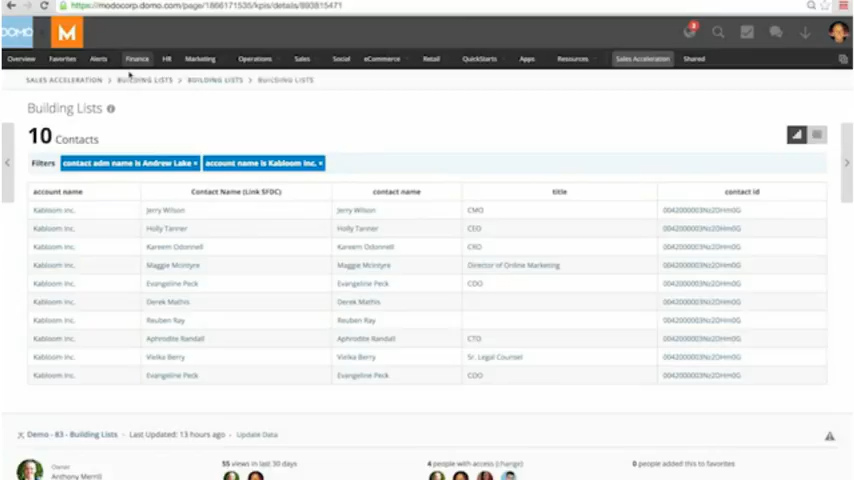 https://modocorp.domo.com/page/1866171535/kpis/details/893815471
DOMO
Overview Favorites Alerts Finance HR Marketing Operations Sales Social eCommerce Retail QuickStarts Apps Resources Sales Acceleration Shared
SALES ACCELERATION > BUILDING LISTS > BUILDING LISTS > BUILDING LISTS
Building Lists
10 Contacts
Filters contact adm name is Andrew Lake × account name is Kabloom Inc. ×
account name Contact Name (Link SFDC) contact name title contact id
Kabloom Inc. Jerry Wilson Jerry Wilson CMO
Kabloom Inc. Holly Tanner Holly Tanner CEO
Kabloom Inc. Kareem Odonnell Kareem Odonnell CRO
Kabloom Inc. Maggie Mcintyre Maggie Mcintyre Director of Online Marketing
Kabloom Inc. Evangeline Peck Evangeline Peck COO
Kabloom Inc. Derek Mathis Derek Mathis
Kabloom Inc. Reuben Ray Reuben Ray
Kabloom Inc. Aphrodite Randall Aphrodite Randall CTO
Kabloom Inc. Vielka Berry Vielka Berry Sr. Legal Counsel
Kabloom Inc. Evangeline Peck Evangeline Peck COO
Demo - 83 - Building Lists · Last Updated: 13 hours ago · Update Data
Owner 55 views in last 30 days 4 people with access (change) 0 people added this to favorites
Anthony Merrill